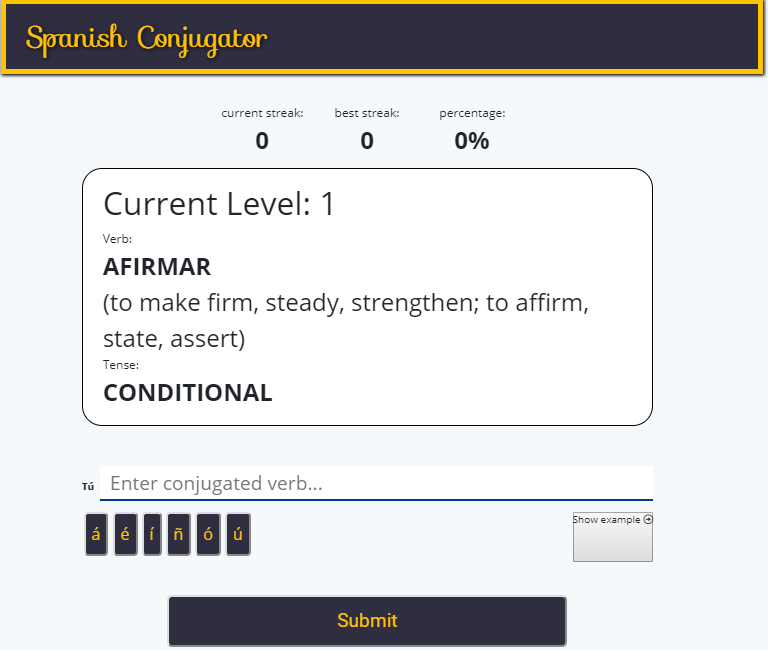 Spanish Conjugator
current streak: best streak: percentage:
0 0 0%
Current Level: 1
Verb:
AFIRMAR
(to make firm, steady, strengthen; to affirm,
state, assert)
Tense:
CONDITIONAL
Tú Enter conjugated verb...
á é í ñ ó ú Show example
Submit